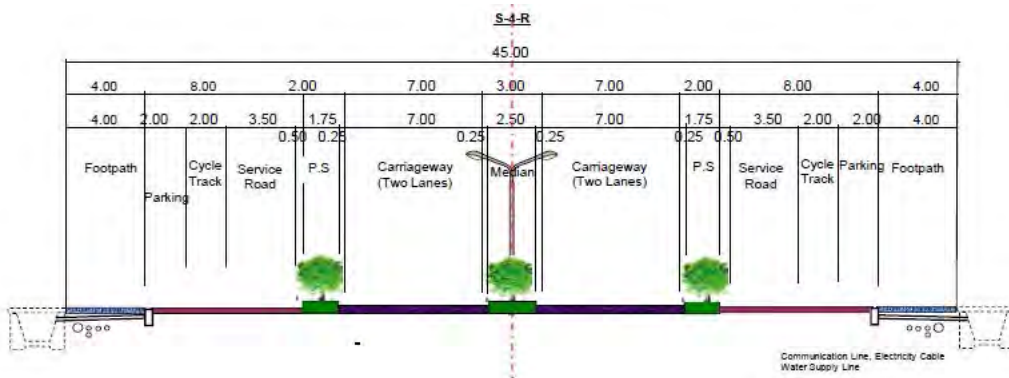 S-4-R
45.00
4.00 8.00 2.00 7.00 3.00 7.00 2.00 8.00 4.00
4.00 2.00 2.00 3.50 1.75 7.00 2.50 7.00 1.75 3.50 2.00 2.00 4.00
0.50 0.25 0.25 0.25 0.25 0.50
Footpath
Parking
Cycle
Track
Service
Road
P.S
Carriageway
(Two Lanes)
Median
Carriageway
(Two Lanes)
P.S
Service
Road
Cycle
Track
Parking
Footpath
Communication Line, Electricity Cable
Water Supply Line